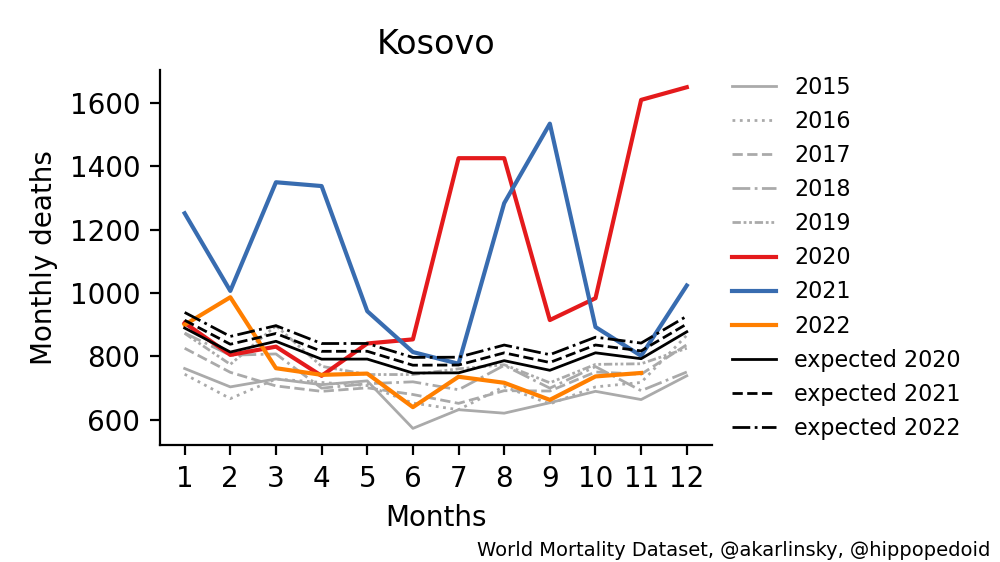 Kosovo
Monthly deaths
1600
1400
1200
1000
800
600
1 2 3 4 5 6 7 8 9 10 11 12
Months
2015
2016
2017
2018
2019
2020
2021
2022
expected 2020
expected 2021
expected 2022
World Mortality Dataset, @akarlinsky, @hippopedoid